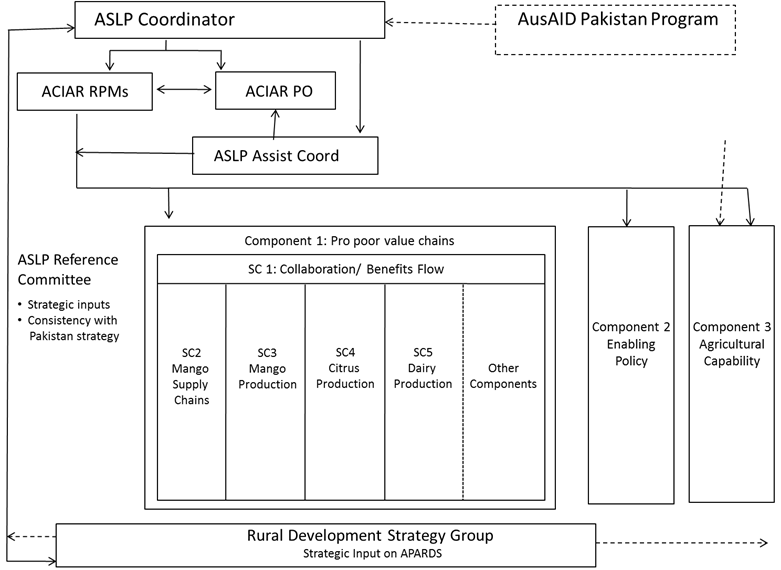 ASLP Coordinator
AusAID Pakistan Program
ACIAR RPMs
ACIAR PO
ASLP Assist Coord
ASLP Reference
Committee
• Strategic inputs
• Consistency with
Pakistan strategy
Component 1: Pro poor value chains
SC 1: Collaboration/ Benefits Flow
SC2
Mango
Supply
Chains
SC3
Mango
Production
SC4
Citrus
Production
SC5
Dairy
Production
Other
Components
Component 2
Enabling
Policy
Component 3
Agricultural
Capability
Rural Development Strategy Group
Strategic Input on APARDS